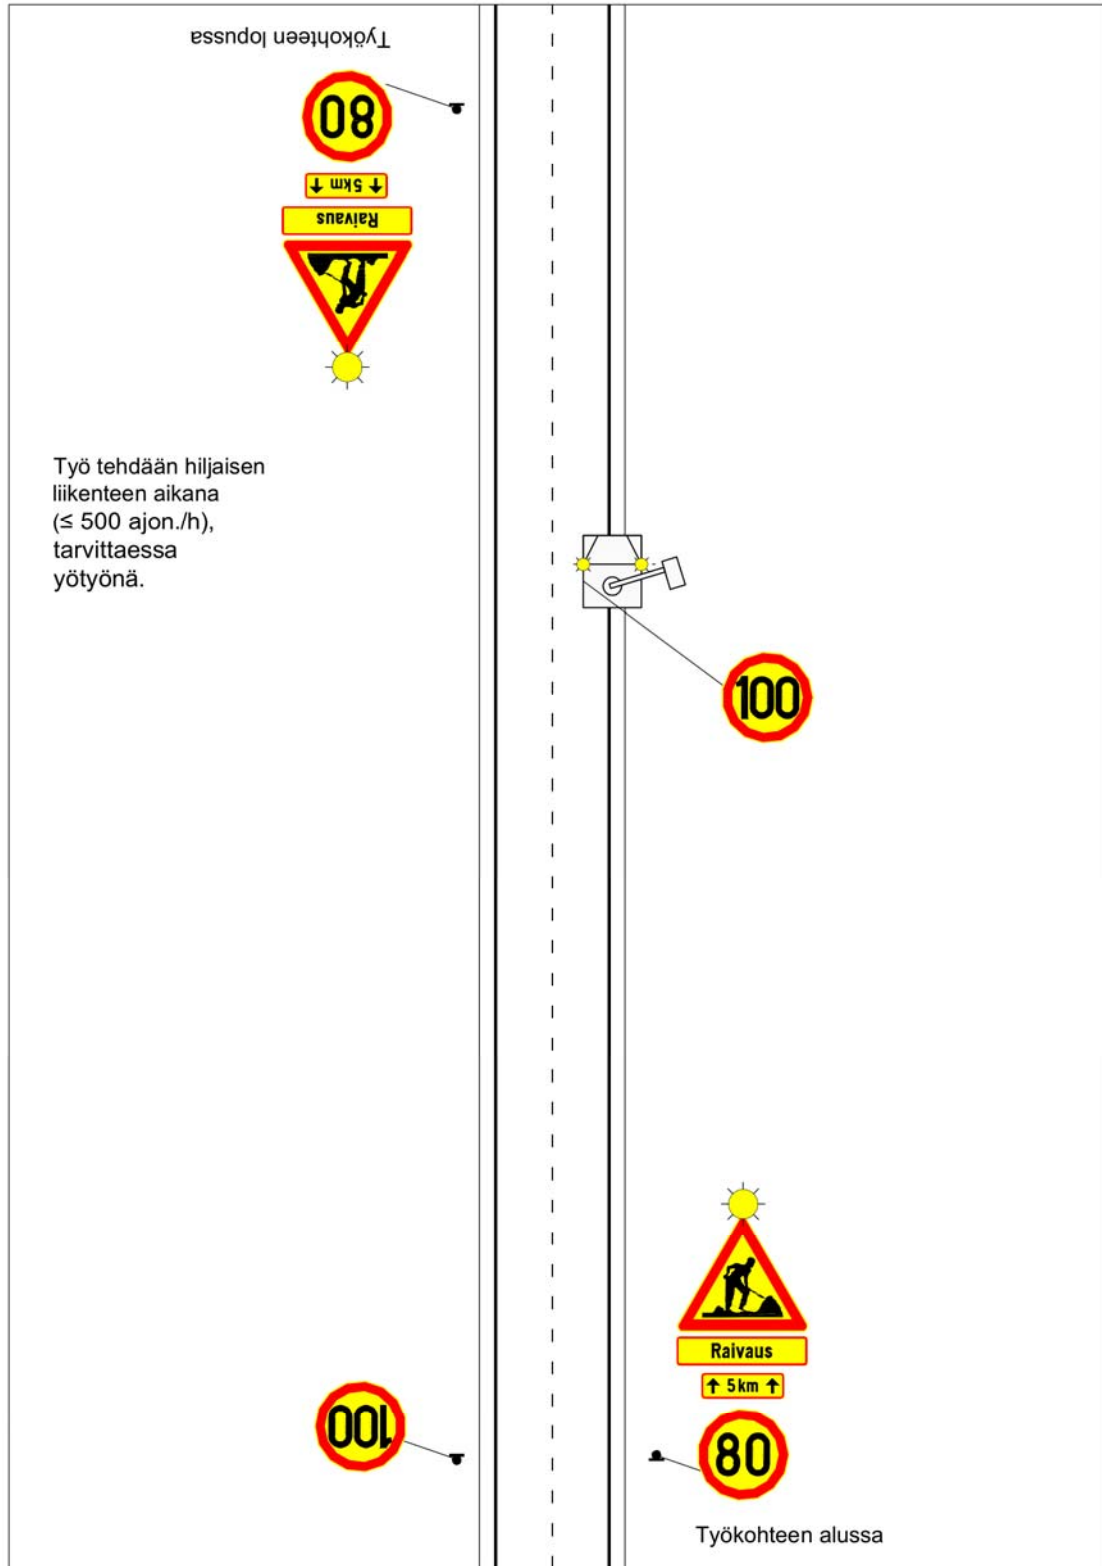 Työkohteen lopussa
80
↑ 5km ↑
Raivaus
Työ tehdään hiljaisen
liikenteen aikana
(≤ 500 ajon./h),
tarvittaessa
yötyönä.
100
Raivaus
↑ 5km ↑
100
80
Työkohteen alussa